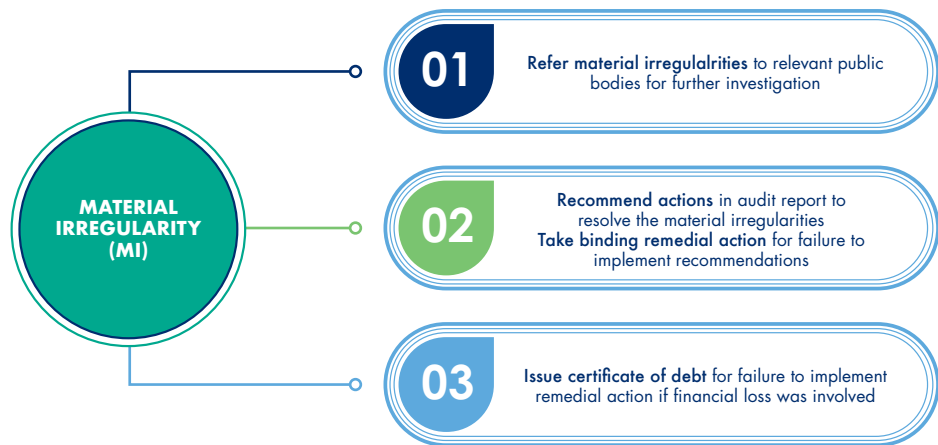 MATERIAL
IRREGULARITY
(MI)
01
Refer material irregulalrities to relevant public
bodies for further investigation
02
Recommend actions in audit report to
resolve the material irregularities
Take binding remedial action for failure to
implement recommendations
03
Issue certificate of debt for failure to implement
remedial action if financial loss was involved